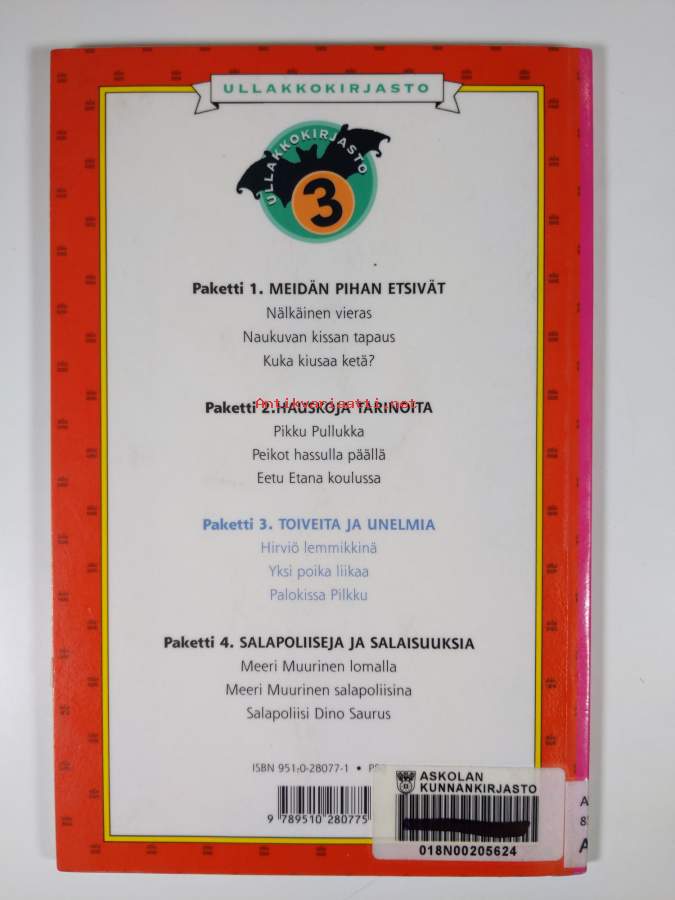 ULLAKKOKIRJASTO
ULLAKKOKIRJASTO
3
Paketti 1. MEIDÄN PIHAN ETSIVÄT
Nälkäinen vieras
Naukuvan kissan tapaus
Kuka kiusaa ketä?
Paketti 2. HAUSKOJA TARINOITA
Antikvariaatti.net
Pikku Pullukka
Peikot hassulla päällä
Eetu Etana koulussa
Paketti 3. TOIVEITA JA UNELMIA
Hirviö lemmikkinä
Yksi poika liikaa
Palokissa Pilkku
Paketti 4. SALAPOLIISEJA JA SALAISUUKSIA
Meeri Muurinen lomalla
Meeri Muurinen salapoliisina
Salapoliisi Dino Saurus
ISBN 951-0-28077-1 •
9 789510 280775
ASKOLAN
KUNNANKIRJASTO
018N00205624